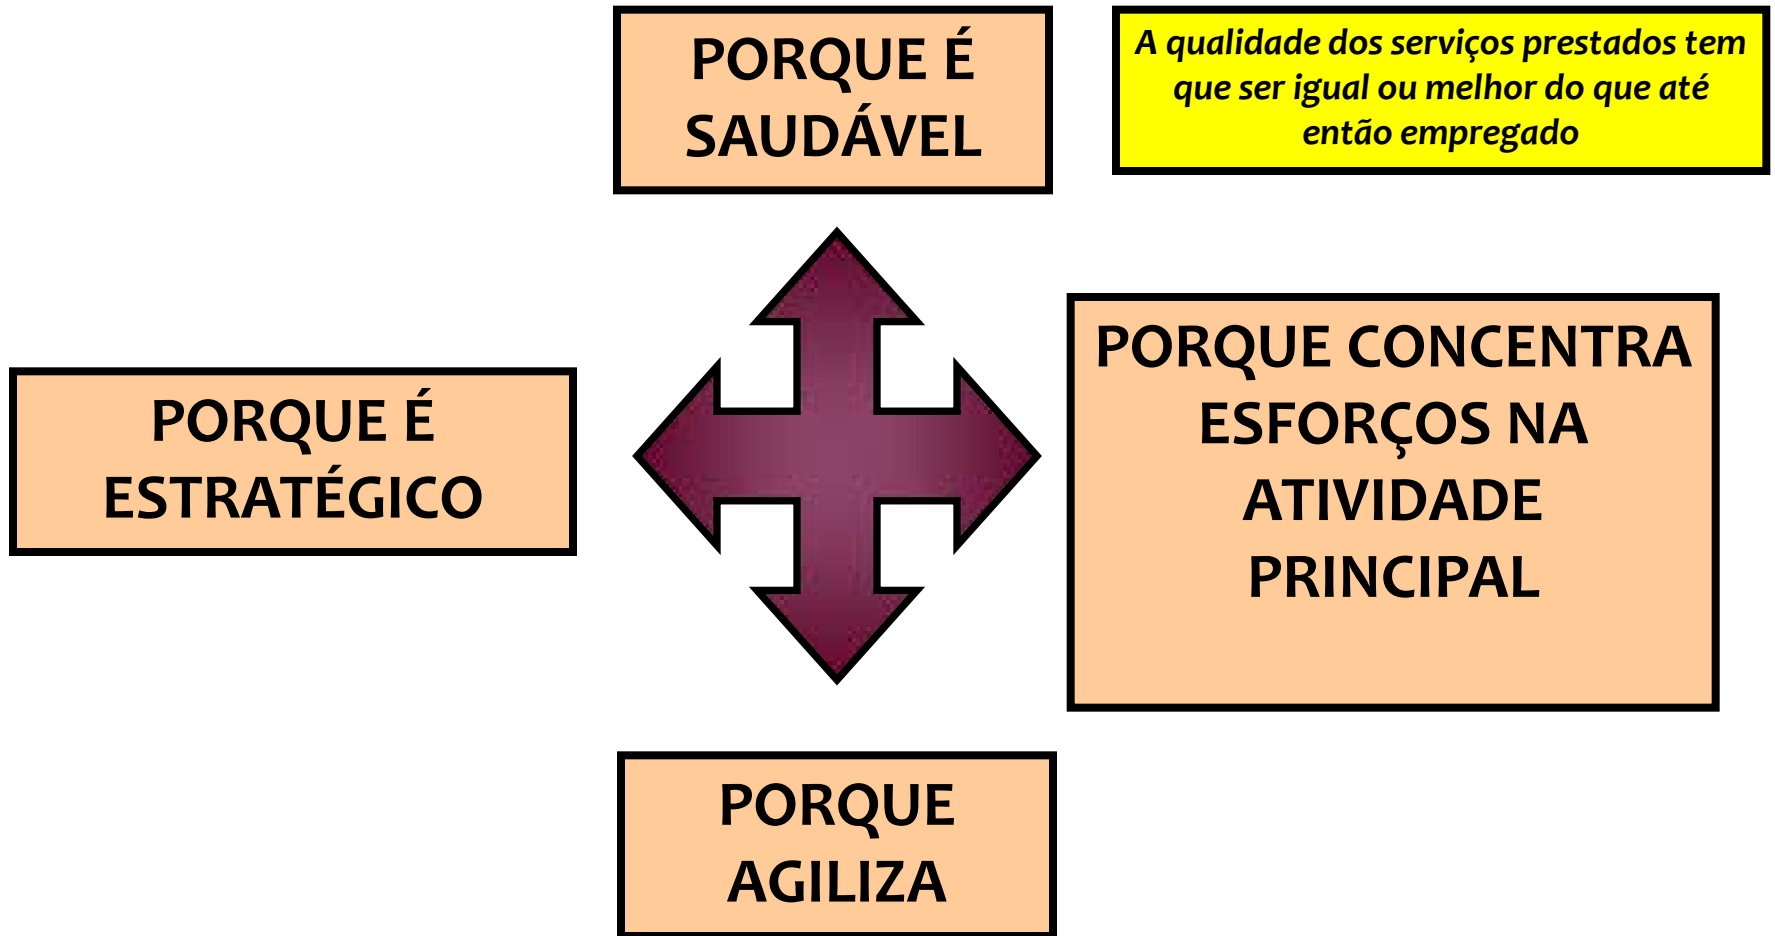 PORQUE É
SAUDÁVEL
A qualidade dos serviços prestados tem
que ser igual ou melhor do que até
então empregado
PORQUE É
ESTRATÉGICO
PORQUE CONCENTRA
ESFORÇOS NA
ATIVIDADE
PRINCIPAL
PORQUE
AGILIZA